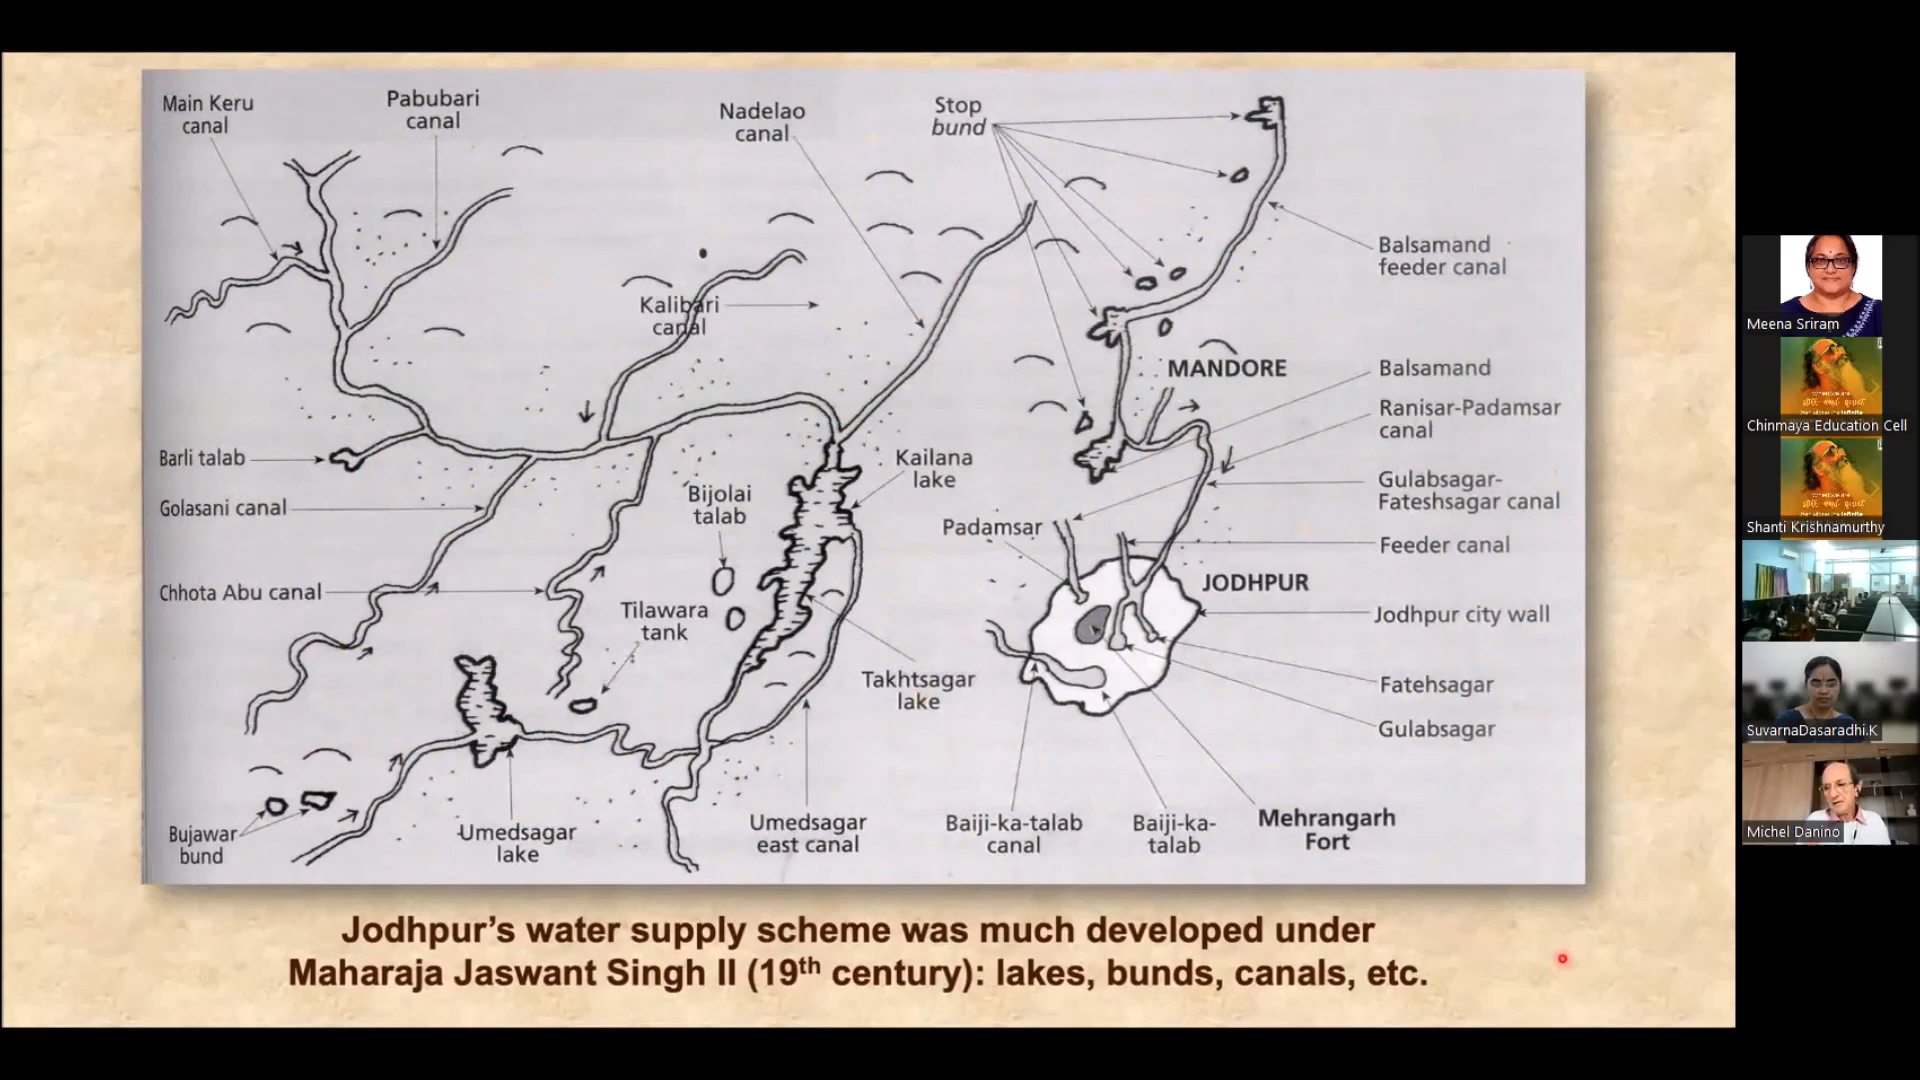 Main Keru
canal
Pabubari
canal
Nadelao
canal
Stop
bund
Balsamand
feeder canal
Kalibari
canal
MANDORE
Balsamand
Ranisar-Padamsar
canal
Barli talab
Kailana
lake
Golasani canal
Bijolai
talab
Gulabsagar-
Fateshsagar canal
Padamsar
Feeder canal
Chhota Abu canal
Tilawara
tank
JODHPUR
Jodhpur city wall
Takhtsagar
lake
Fatehsagar
Gulabsagar
Bujawar
bund
Umedsagar
lake
Umedsagar
east canal
Baiji-ka-talab
canal
Baiji-ka-
talab
Mehrangarh
Fort
Jodhpur’s water supply scheme was much developed under
Maharaja Jaswant Singh II (19th century): lakes, bunds, canals, etc.
Meena Sriram
Chinmaya Education Cell
Shanti Krishnamurthy
SuvarnaDasaradhi.K
Michel Danino